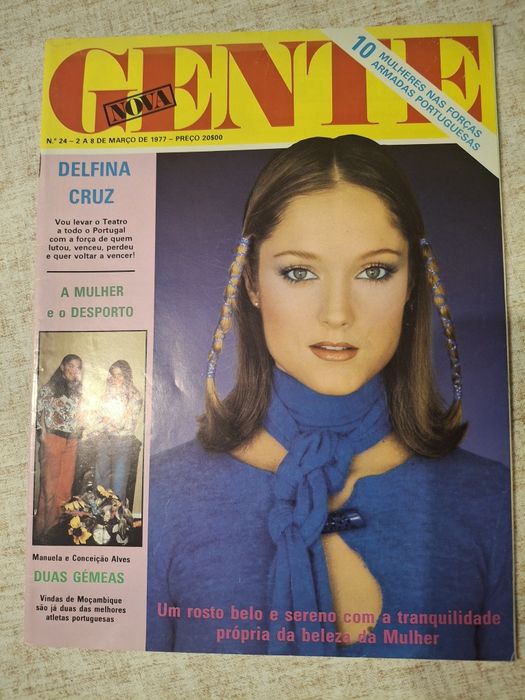 GENTE
NOVA
10 MULHERES NAS FORÇAS
ARMADAS PORTUGUESAS
N.º 24 – 2 A 8 DE MARÇO DE 1977 – PREÇO 20$00
DELFINA
CRUZ
Vou levar o Teatro
a todo o Portugal
com a força de quem
lutou, venceu, perdeu
e quer voltar a vencer!
A MULHER
e o DESPORTO
Manuela e Conceição Alves
DUAS GÉMEAS
Vindas de Moçambique
são já duas das melhores
atletas portuguesas
Um rosto belo e sereno com a tranquilidade
própria da beleza da Mulher